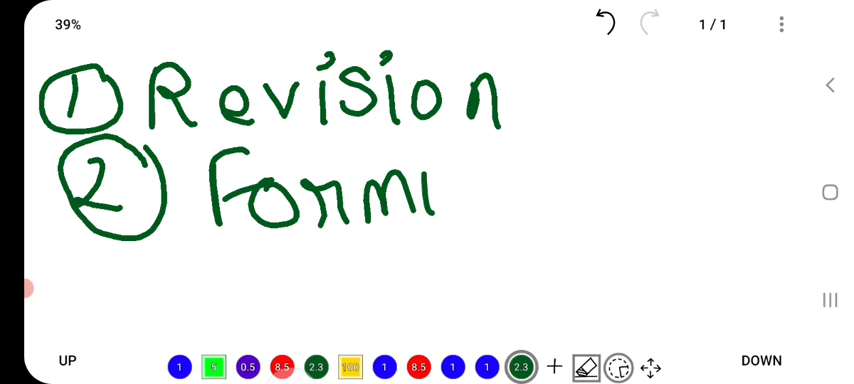 39%
1 / 1
① Revision
② Form
UP
1 5 0.5 8.5 2.3 100 1 8.5 1 1 2.3
DOWN